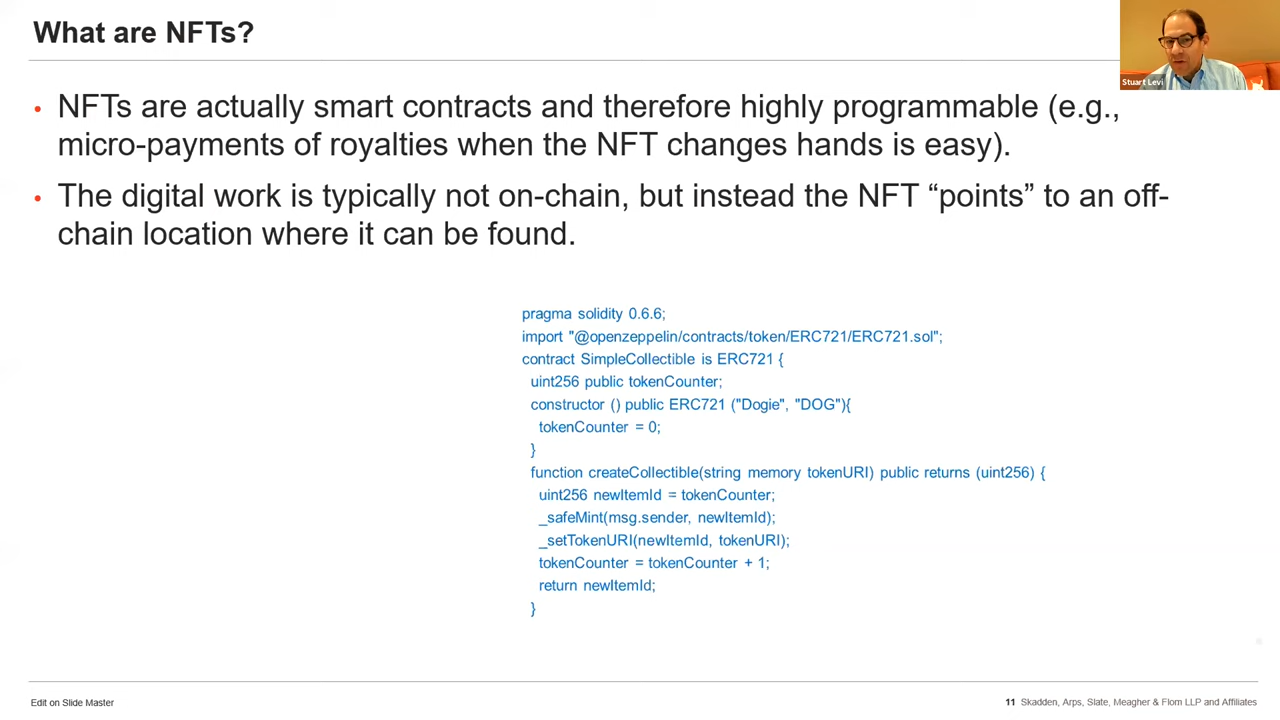 What are NFTs?
Stuart Levi
• NFTs are actually smart contracts and therefore highly programmable (e.g.,
micro-payments of royalties when the NFT changes hands is easy).
• The digital work is typically not on-chain, but instead the NFT “points” to an off-
chain location where it can be found.
pragma solidity 0.6.6;
import "@openzeppelin/contracts/token/ERC721/ERC721.sol";
contract SimpleCollectible is ERC721 {
uint256 public tokenCounter;
constructor () public ERC721 ("Dogie", "DOG"){
tokenCounter = 0;
}
function createCollectible(string memory tokenURI) public returns (uint256) {
uint256 newItemId = tokenCounter;
_safeMint(msg.sender, newItemId);
_setTokenURI(newItemId, tokenURI);
tokenCounter = tokenCounter + 1;
return newItemId;
}
Edit on Slide Master
11 Skadden, Arps, Slate, Meagher & Flom LLP and Affiliates